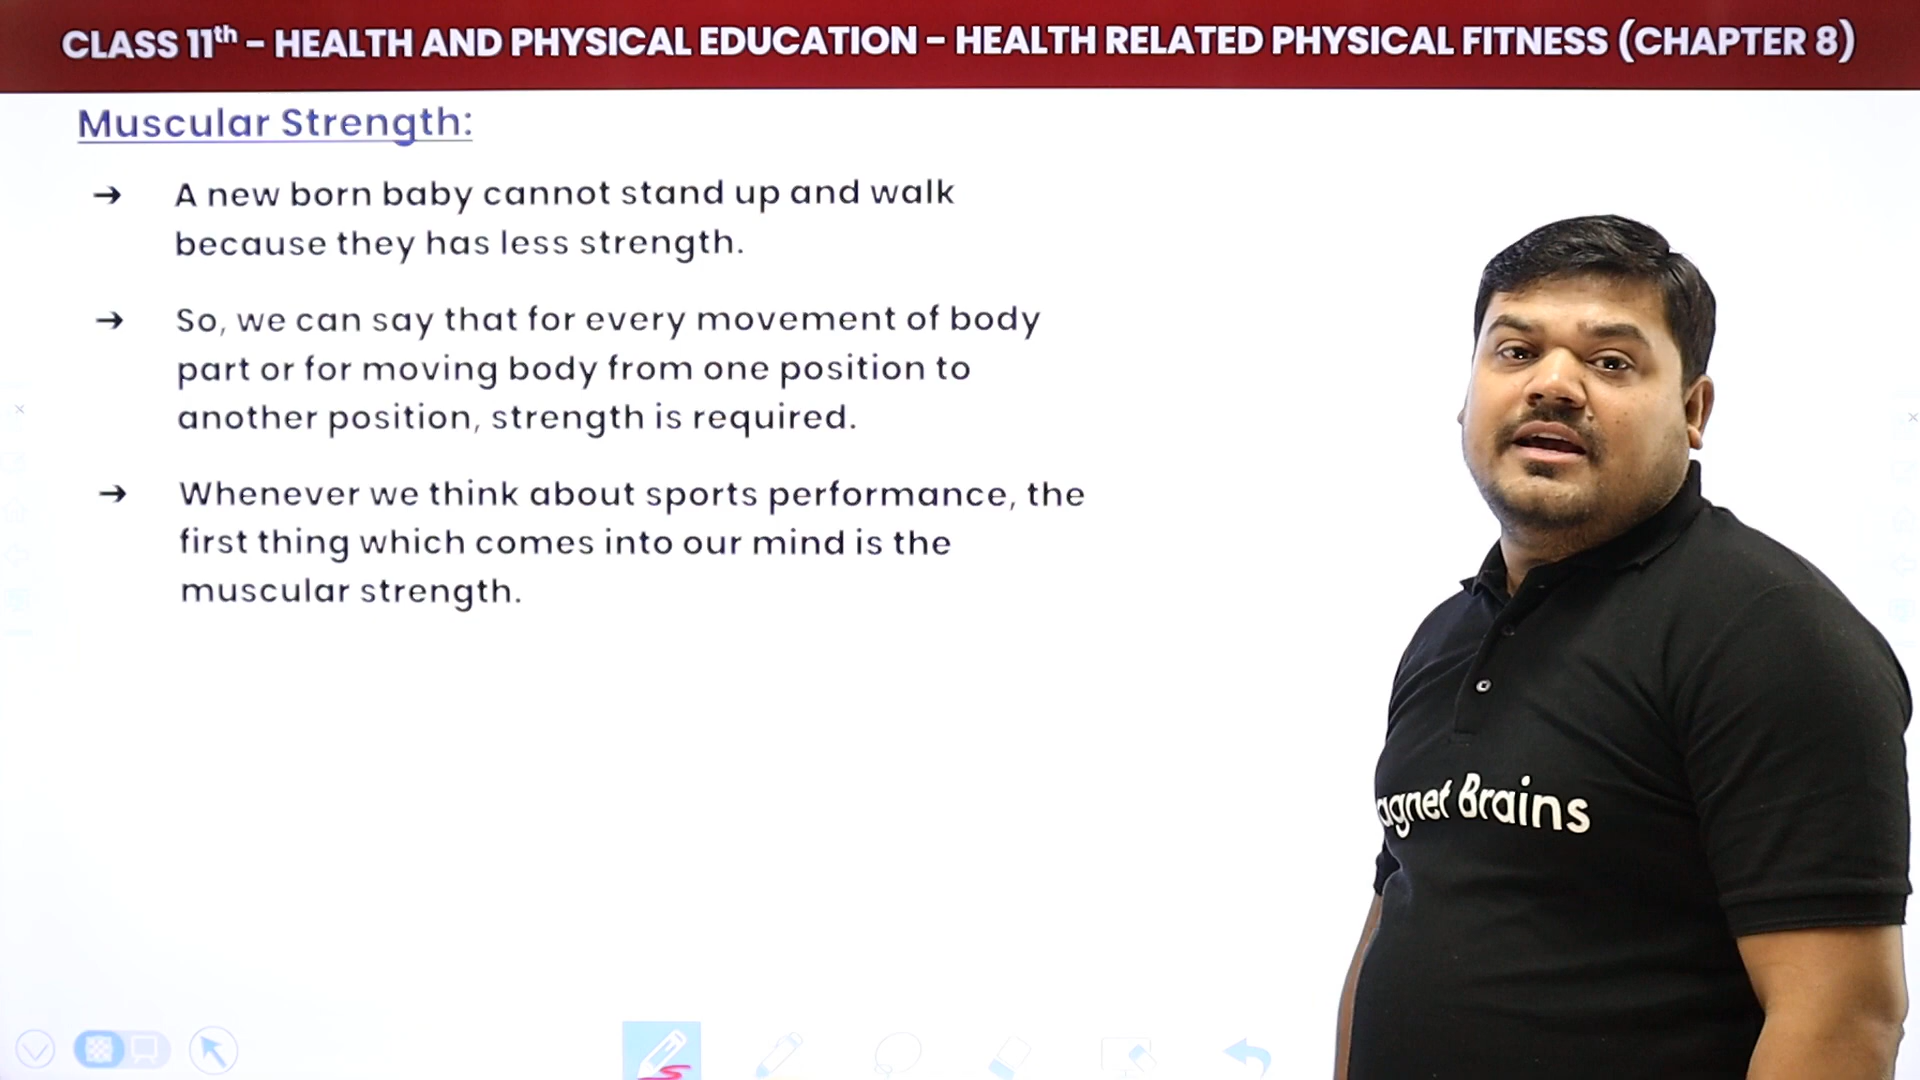 CLASS 11th - HEALTH AND PHYSICAL EDUCATION - HEALTH RELATED PHYSICAL FITNESS (CHAPTER 8)
Muscular Strength:
→ A new born baby cannot stand up and walk
because they has less strength.
→ So, we can say that for every movement of body
part or for moving body from one position to
another position, strength is required.
→ Whenever we think about sports performance, the
first thing which comes into our mind is the
muscular strength.
agnet Brains